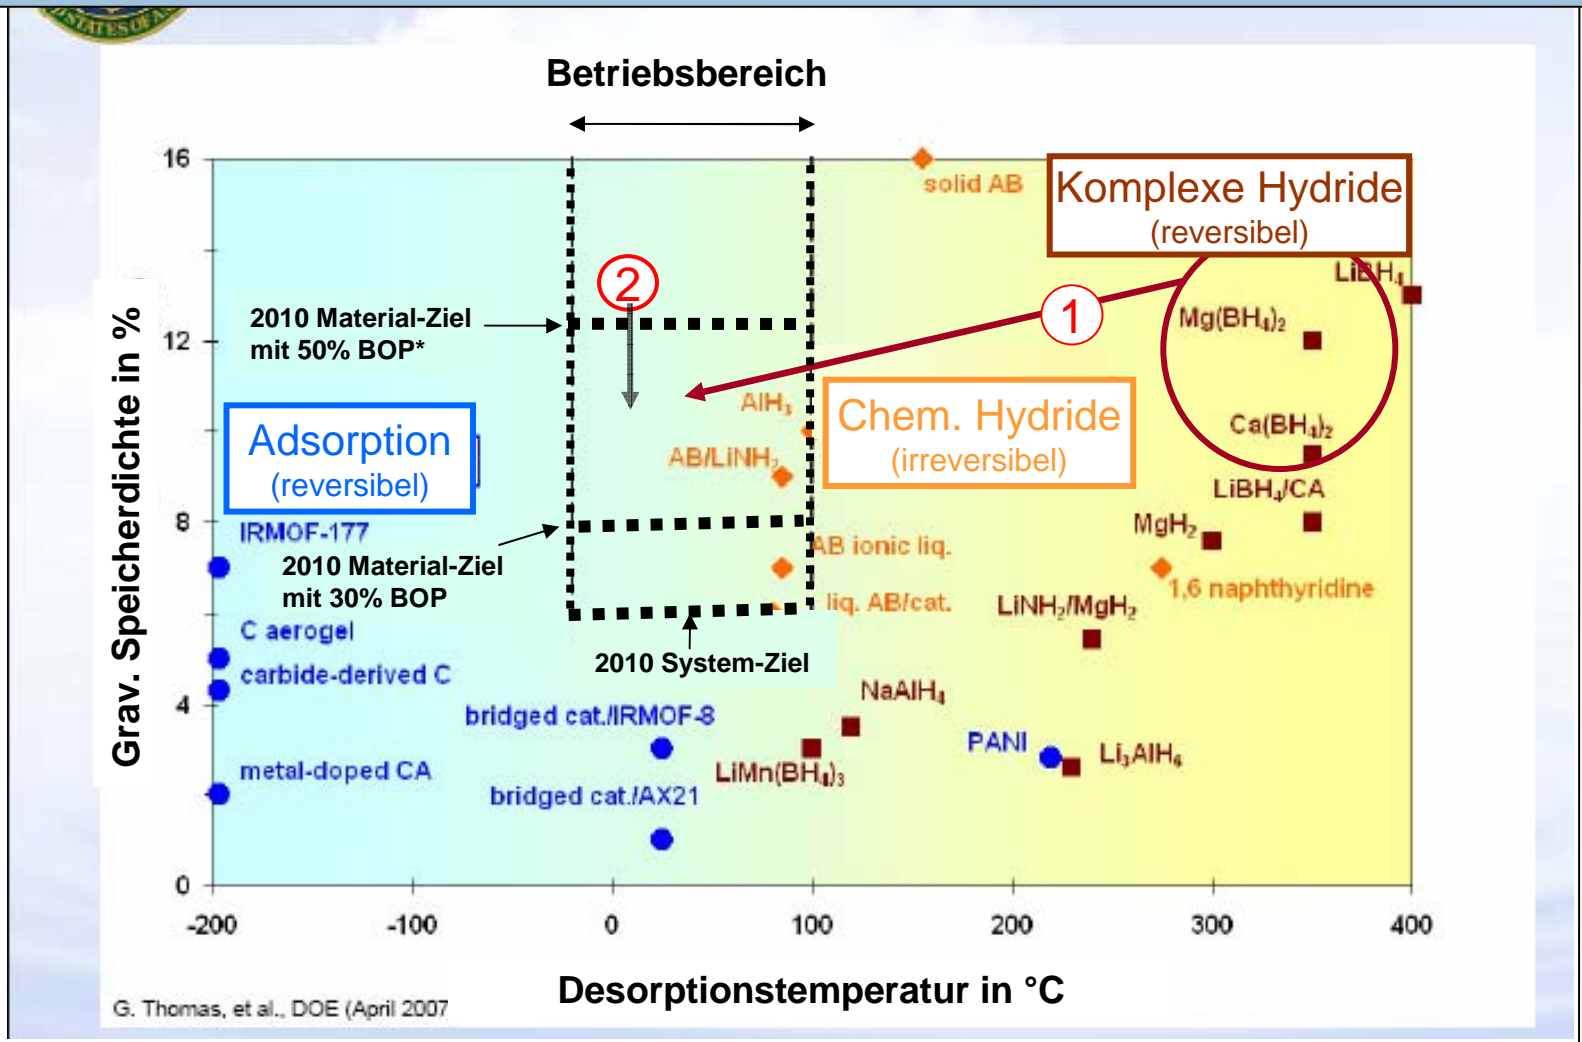 D STATES OF A
Betriebsbereich
16
12
8
4
0
Grav. Speicherdichte in %
solid AB
Komplexe Hydride
(reversibel)
LiBH₄
2
1
Mg(BH₄)₂
2010 Material-Ziel
mit 50% BOP*
AlH₃
Chem. Hydride
(irreversibel)
Ca(BH₄)₂
Adsorption
(reversibel)
AB/LiNH₂
LiBH₄/CA
IRMOF-177
MgH₂
AB ionic liq.
2010 Material-Ziel
mit 30% BOP
1,6 naphthyridine
liq. AB/cat.
LiNH₂/MgH₂
C aerogel
2010 System-Ziel
carbide-derived C
NaAlH₄
bridged cat./IRMOF-8
PANI
Li₃AlH₆
metal-doped CA
LiMn(BH₄)₃
bridged cat./AX21
-200
-100
0
100
200
300
400
Desorptionstemperatur in °C
G. Thomas, et al., DOE (April 2007